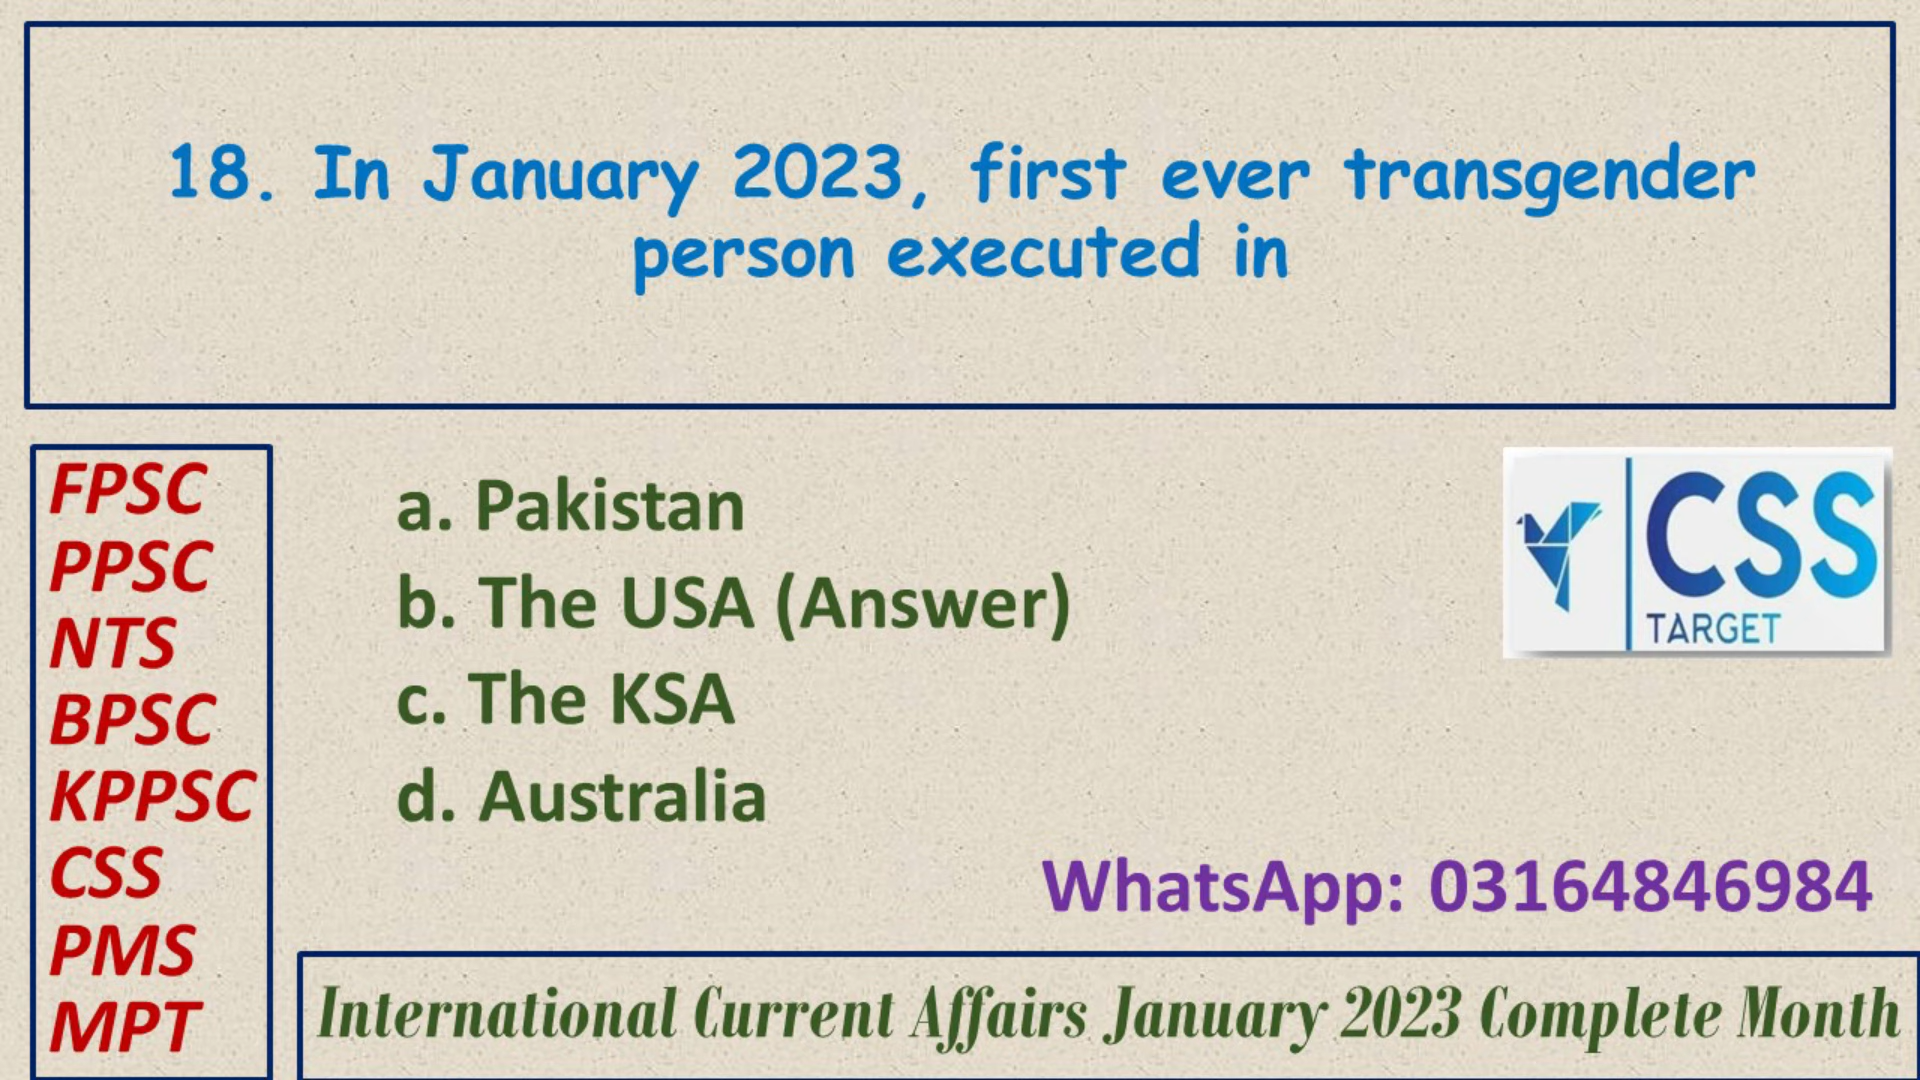 18. In January 2023, first ever transgender
person executed in
FPSC
PPSC
NTS
BPSC
KPPSC
CSS
PMS
MPT
a. Pakistan
b. The USA (Answer)
c. The KSA
d. Australia
CSS
TARGET
WhatsApp: 03164846984
International Current Affairs January 2023 Complete Month